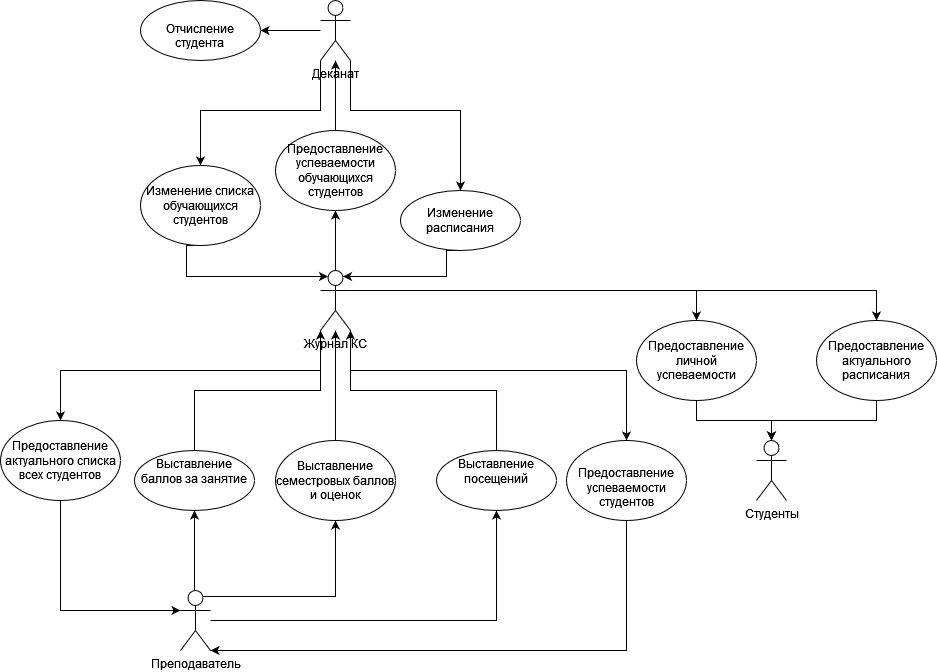 Отчисление
студента
Деканат
Предоставление
успеваемости
обучающихся
студентов
Изменение списка
обучающихся
студентов
Изменение
расписания
Журнал КС
Предоставление
личной
успеваемости
Предоставление
актуального
расписания
Предоставление
актуального списка
всех студентов
Выставление
баллов за занятие
Выставление
семестровых баллов
и оценок
Выставление
посещений
Предоставление
успеваемости
студентов
Студенты
Преподаватель